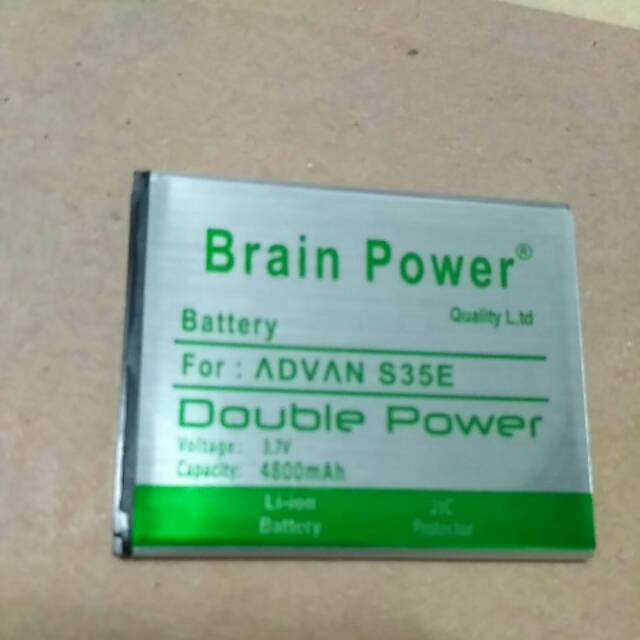 Brain Power®
Quality L.td
Battery
For : ADVAN S35E
Double Power
Voltage: 3.7V
Capacity: 4800mAh
Li-ion
Battery
Protector